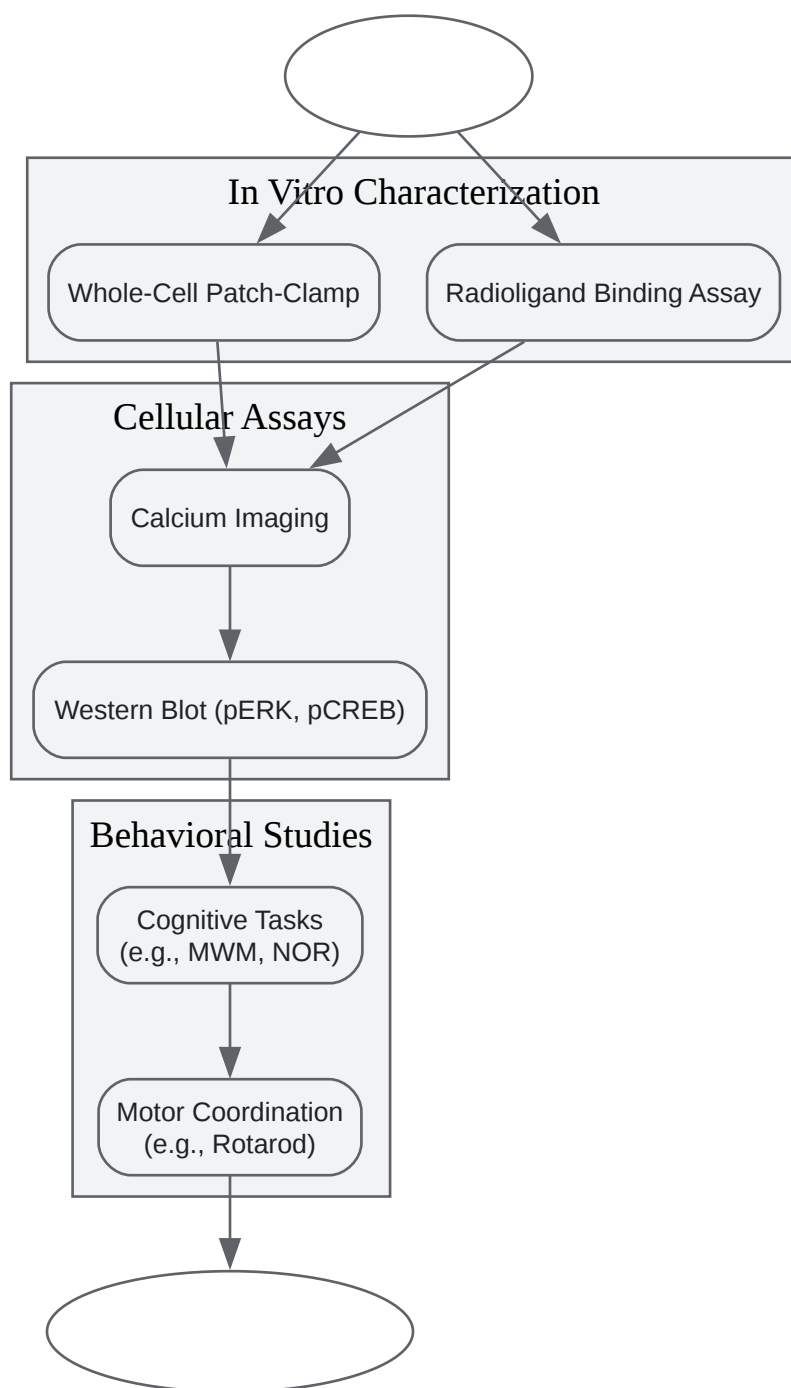 In Vitro Characterization
Whole-Cell Patch-Clamp
Radioligand Binding Assay
Cellular Assays
Calcium Imaging
Western Blot (pERK, pCREB)
Behavioral Studies
Cognitive Tasks
(e.g., MWM, NOR)
Motor Coordination
(e.g., Rotarod)